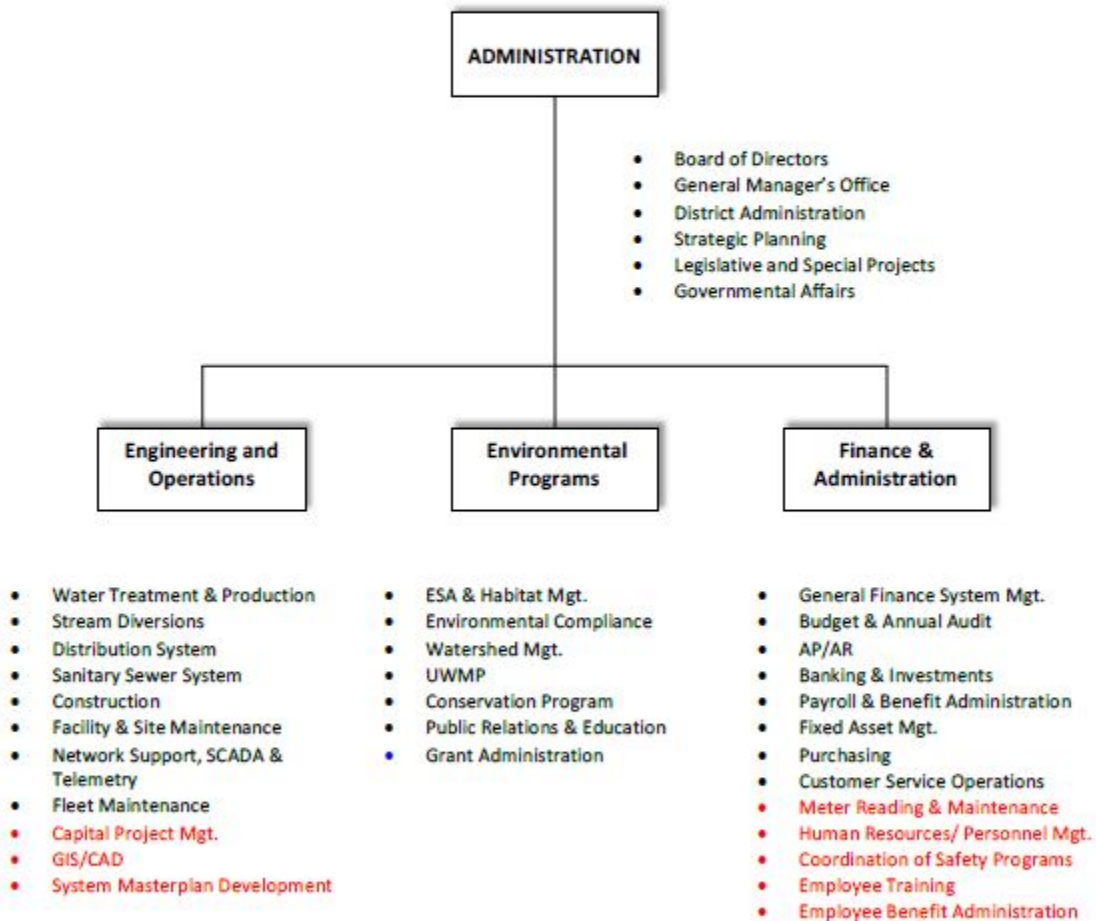 ADMINISTRATION
• Board of Directors
• General Manager's Office
• District Administration
• Strategic Planning
• Legislative and Special Projects
• Governmental Affairs
Engineering and
Operations
• Water Treatment & Production
• Stream Diversions
• Distribution System
• Sanitary Sewer System
• Construction
• Facility & Site Maintenance
• Network Support, SCADA &
Telemetry
• Fleet Maintenance
• Capital Project Mgt.
• GIS/CAD
• System Masterplan Development
Environmental
Programs
• ESA & Habitat Mgt.
• Environmental Compliance
• Watershed Mgt.
• UWMP
• Conservation Program
• Public Relations & Education
• Grant Administration
Finance &
Administration
• General Finance System Mgt.
• Budget & Annual Audit
• AP/AR
• Banking & Investments
• Payroll & Benefit Administration
• Fixed Asset Mgt.
• Purchasing
• Customer Service Operations
• Meter Reading & Maintenance
• Human Resources/ Personnel Mgt.
• Coordination of Safety Programs
• Employee Training
• Employee Benefit Administration